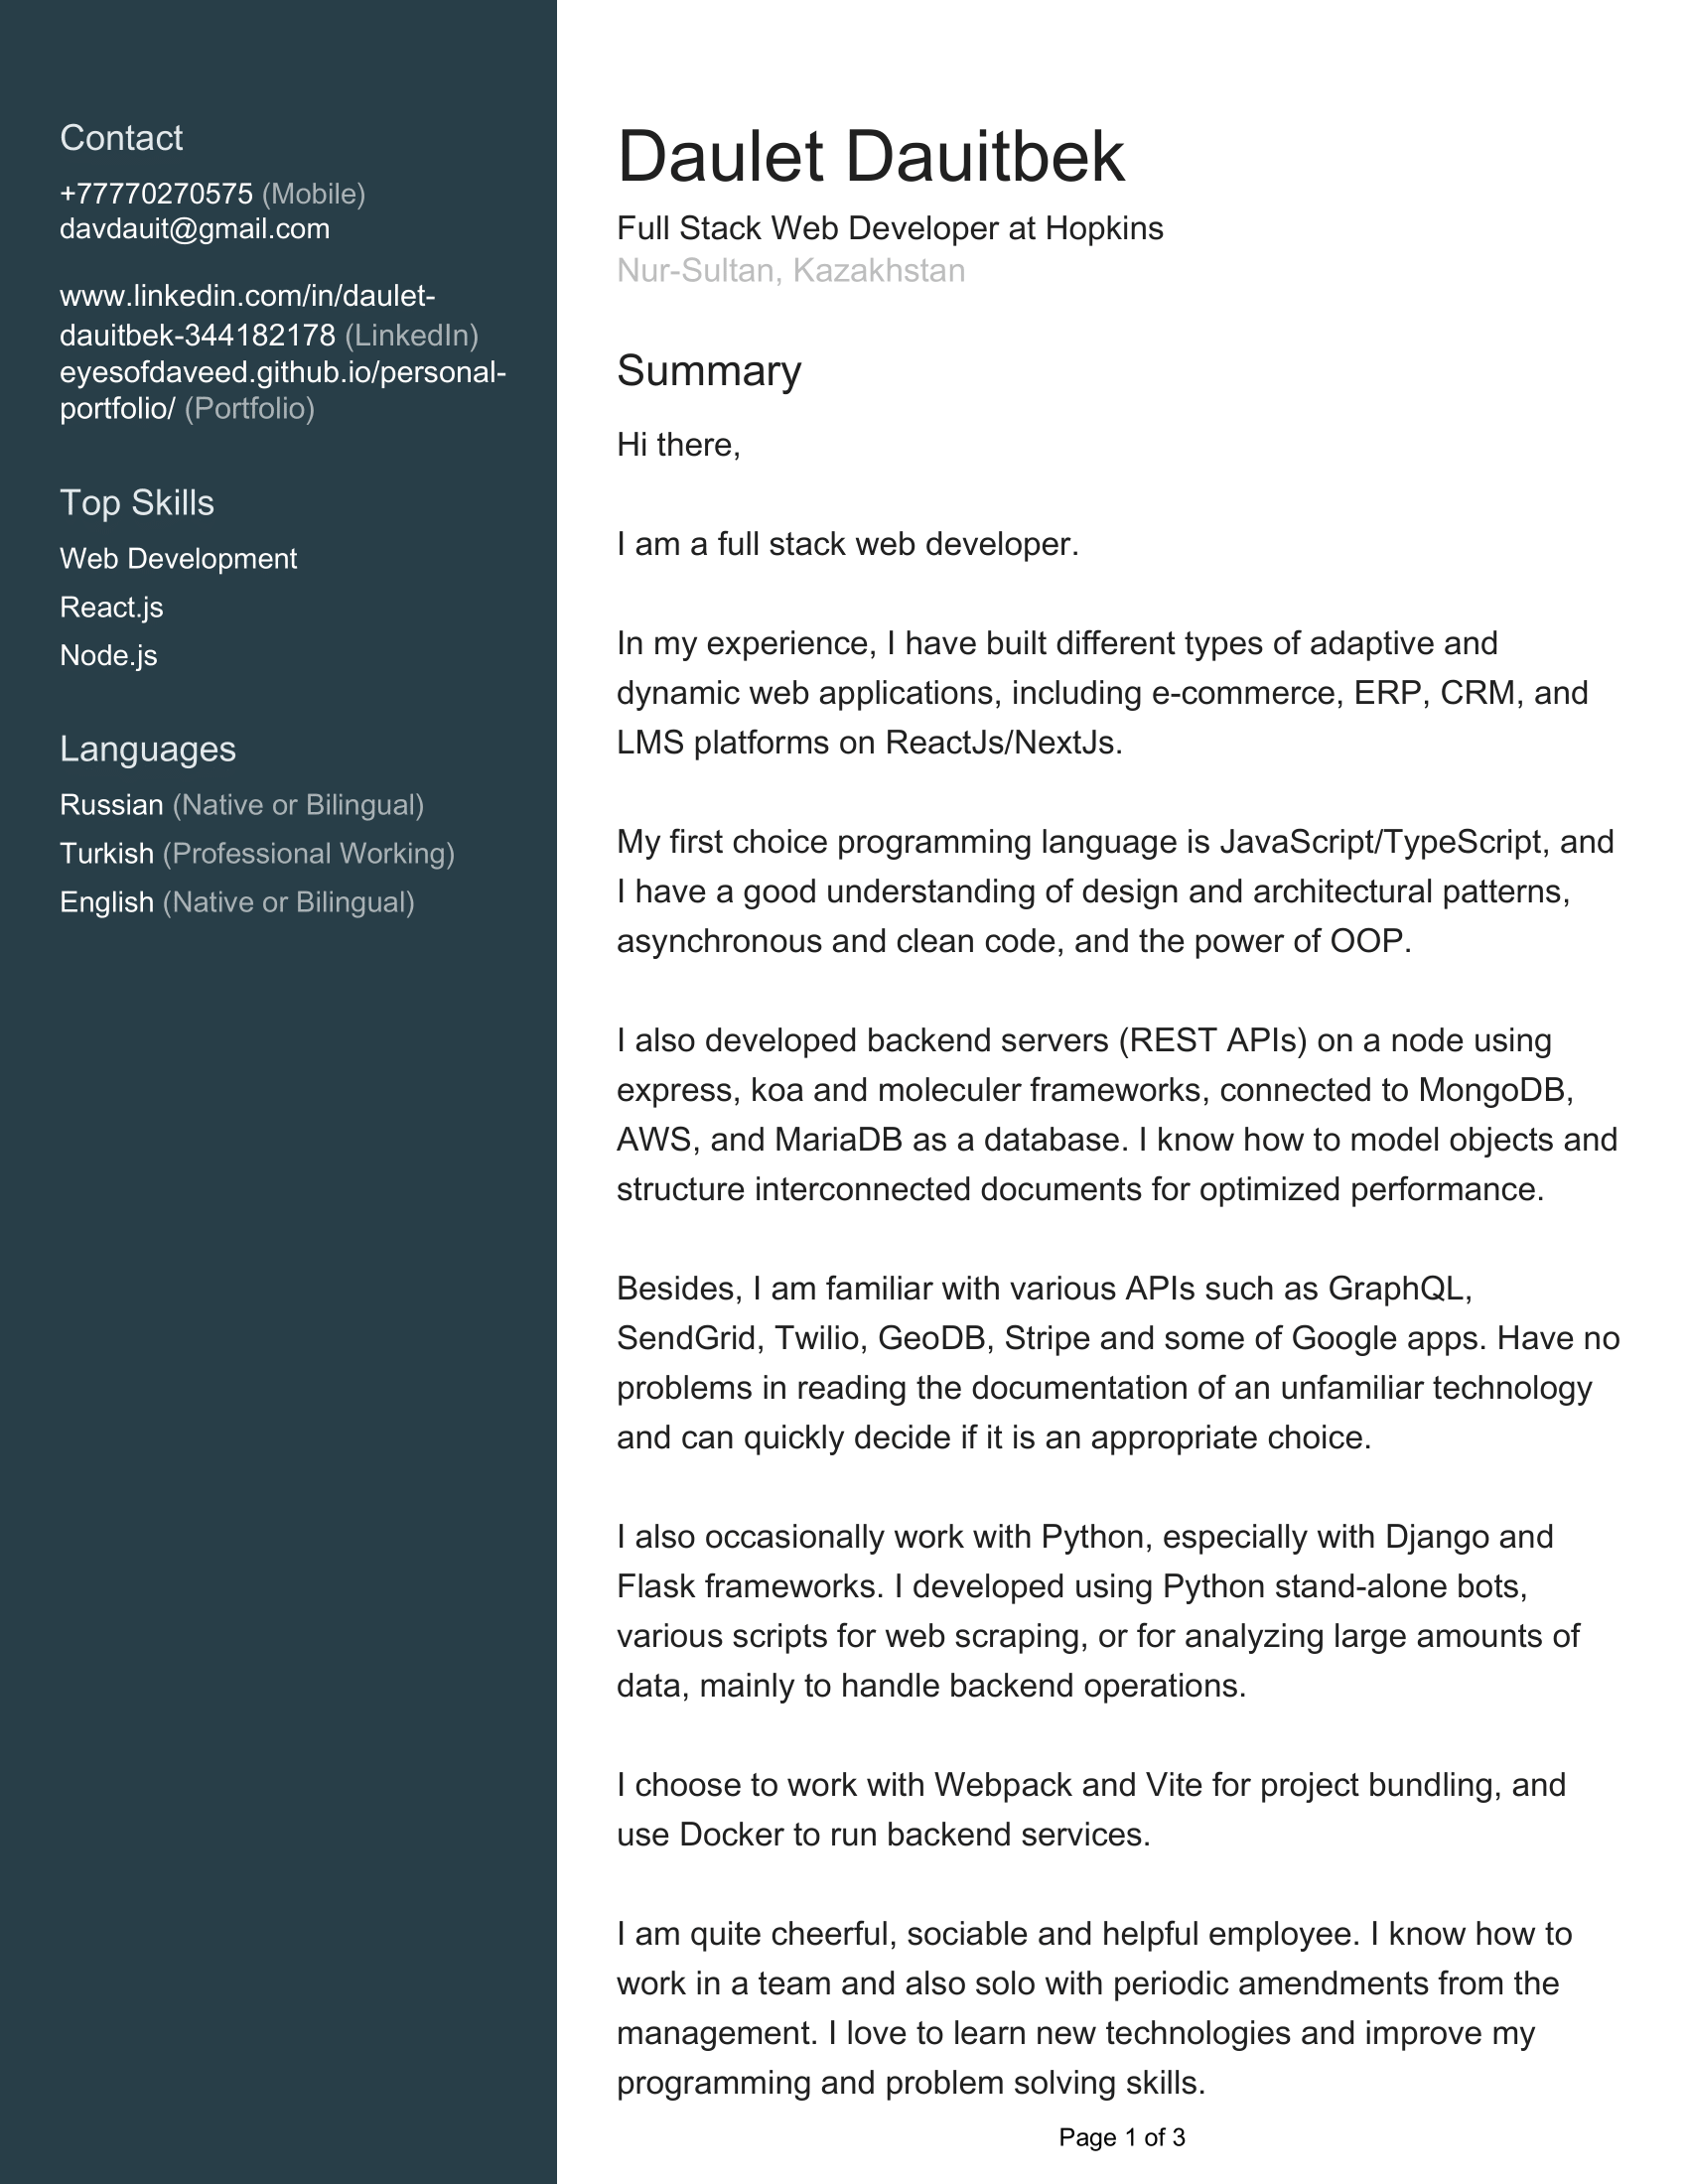 Contact
+77770270575 (Mobile)
davdauit@gmail.com
www.linkedin.com/in/daulet-
dauitbek-344182178 (LinkedIn)
eyesofdaveed.github.io/personal-
portfolio/ (Portfolio)
Top Skills
Web Development
React.js
Node.js
Languages
Russian (Native or Bilingual)
Turkish (Professional Working)
English (Native or Bilingual)
Daulet Dauitbek
Full Stack Web Developer at Hopkins
Nur-Sultan, Kazakhstan
Summary
Hi there,
I am a full stack web developer.
In my experience, I have built different types of adaptive and
dynamic web applications, including e-commerce, ERP, CRM, and
LMS platforms on ReactJs/NextJs.
My first choice programming language is JavaScript/TypeScript, and
I have a good understanding of design and architectural patterns,
asynchronous and clean code, and the power of OOP.
I also developed backend servers (REST APIs) on a node using
express, koa and moleculer frameworks, connected to MongoDB,
AWS, and MariaDB as a database. I know how to model objects and
structure interconnected documents for optimized performance.
Besides, I am familiar with various APIs such as GraphQL,
SendGrid, Twilio, GeoDB, Stripe and some of Google apps. Have no
problems in reading the documentation of an unfamiliar technology
and can quickly decide if it is an appropriate choice.
I also occasionally work with Python, especially with Django and
Flask frameworks. I developed using Python stand-alone bots,
various scripts for web scraping, or for analyzing large amounts of
data, mainly to handle backend operations.
I choose to work with Webpack and Vite for project bundling, and
use Docker to run backend services.
I am quite cheerful, sociable and helpful employee. I know how to
work in a team and also solo with periodic amendments from the
management. I love to learn new technologies and improve my
programming and problem solving skills.
Page 1 of 3